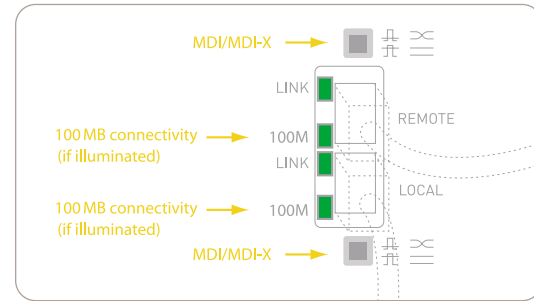 MDI/MDI-X
LINK
REMOTE
100 MB connectivity
(if illuminated)
100M
LINK
LOCAL
100 MB connectivity
(if illuminated)
100M
MDI/MDI-X